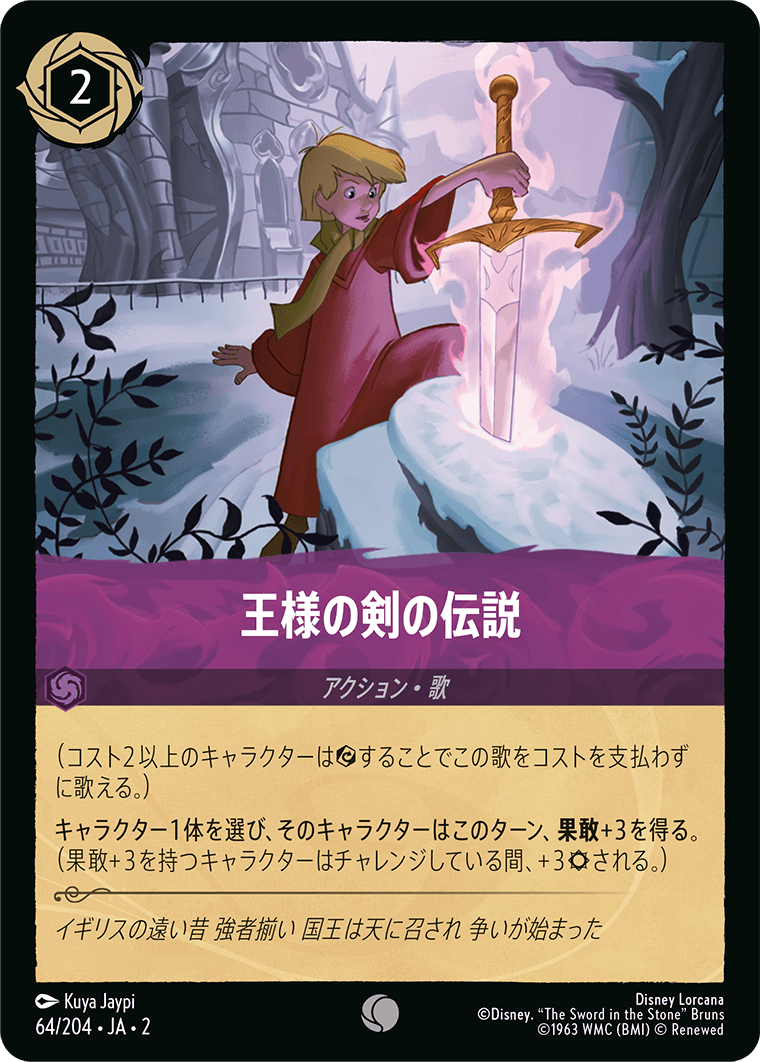 2
王様の剣の伝説
アクション・歌
（コスト2以上のキャラクターは することでこの歌をコストを支払わず
に歌える。）
キャラクター1体を選び、そのキャラクターはこのターン、果敢+3を得る。
（果敢+3を持つキャラクターはチャレンジしている間、+3 される。）
イギリスの遠い昔 強者揃い 国王は天に召され 争いが始まった
Kuya Jaypi
Disney Lorcana
64/204・JA・2
©Disney. “The Sword in the Stone” Bruns
©1963 WMC (BMI) © Renewed